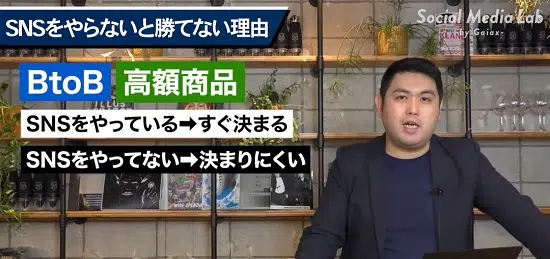 SNSをやらないと勝てない理由
Social Media Lab
-by Gaiax-
BtoB 高額商品
SNSをやっている➡すぐ決まる
SNSをやってない➡決まりにくい